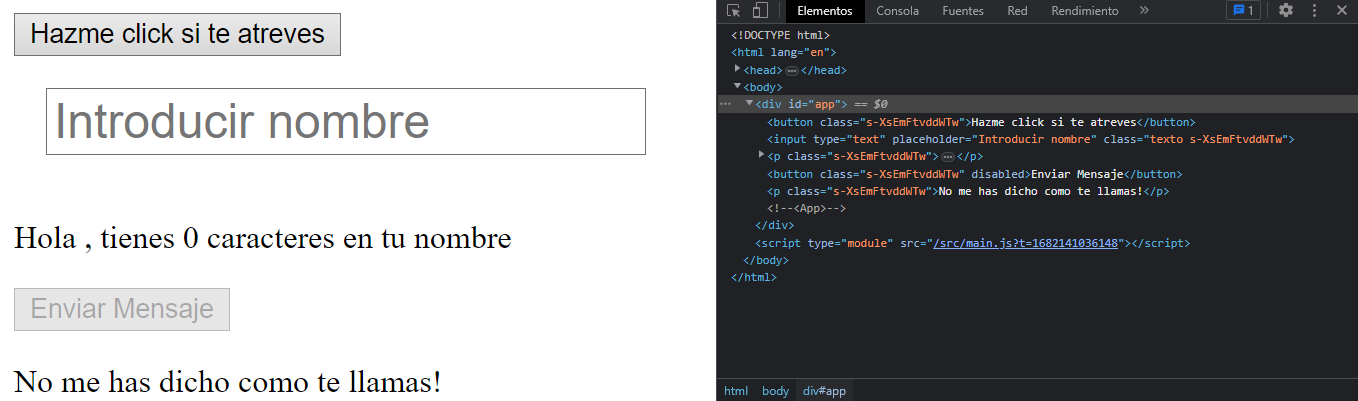 Hazme click si te atreves
Introducir nombre
Hola , tienes 0 caracteres en tu nombre
Enviar Mensaje
No me has dicho como te llamas!
Elementos Consola Fuentes Red Rendimiento » 1
<!DOCTYPE html>
<html lang="en">
<head>…</head>
<body>
<div id="app"> == $0
<button class="s-XsEmFtvddWTw">Hazme click si te atreves</button>
<input type="text" placeholder="Introducir nombre" class="texto s-XsEmFtvddWTw">
<p class="s-XsEmFtvddWTw">…</p>
<button class="s-XsEmFtvddWTw" disabled>Enviar Mensaje</button>
<p class="s-XsEmFtvddWTw">No me has dicho como te llamas!</p>
<!--<App>-->
</div>
<script type="module" src="/src/main.js?t=1682141036148"></script>
</body>
</html>
html body div#app